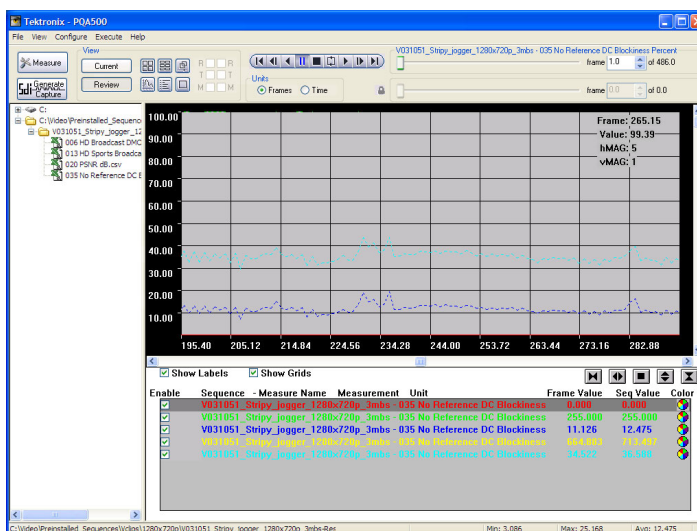 Tektronix - PQA500
File View Configure Execute Help
Measure
Generate
Capture
View
Current
Review
R R
T
M M
Units
Frames Time
V031051_Stripy_jogger_1280x720p_3mbs - 035 No Reference DC Blockiness Percent
frame 1.0 of 486.0
frame 0.0 of 0.0
C:
C:\Video\Preinstalled_Sequenc
V031051_Stripy_jogger_12
006 HD Broadcast DMC
013 HD Sports Broadca
020 PSNR dB.csv
035 No Reference DC E
100.00
90.00
80.00
70.00
60.00
50.00
40.00
30.00
20.00
10.00
Frame: 265.15
Value: 99.39
hMAG: 5
vMAG: 1
195.40 205.12 214.84 224.56 234.28 244.00 253.72 263.44 273.16 282.88
Show Labels Show Grids
Enable Sequence - Measure Name Measurement Unit Frame Value Seq Value Color
V031051_Stripy_jogger_1280x720p_3mbs - 035 No Reference DC Blockiness 0.000 0.000
V031051_Stripy_jogger_1280x720p_3mbs - 035 No Reference DC Blockiness 255.000 255.000
V031051_Stripy_jogger_1280x720p_3mbs - 035 No Reference DC Blockiness 11.126 12.475
V031051_Stripy_jogger_1280x720p_3mbs - 035 No Reference DC Blockiness 664.883 713.497
V031051_Stripy_jogger_1280x720p_3mbs - 035 No Reference DC Blockiness 34.522
C:\Video\Preinstalled_Sequences\Vclips\1280x720p\V031051_Stripy_jogger_1280x720p_3mbs-Res Min: 3.086 Max: 25.168 Avg: 12.475